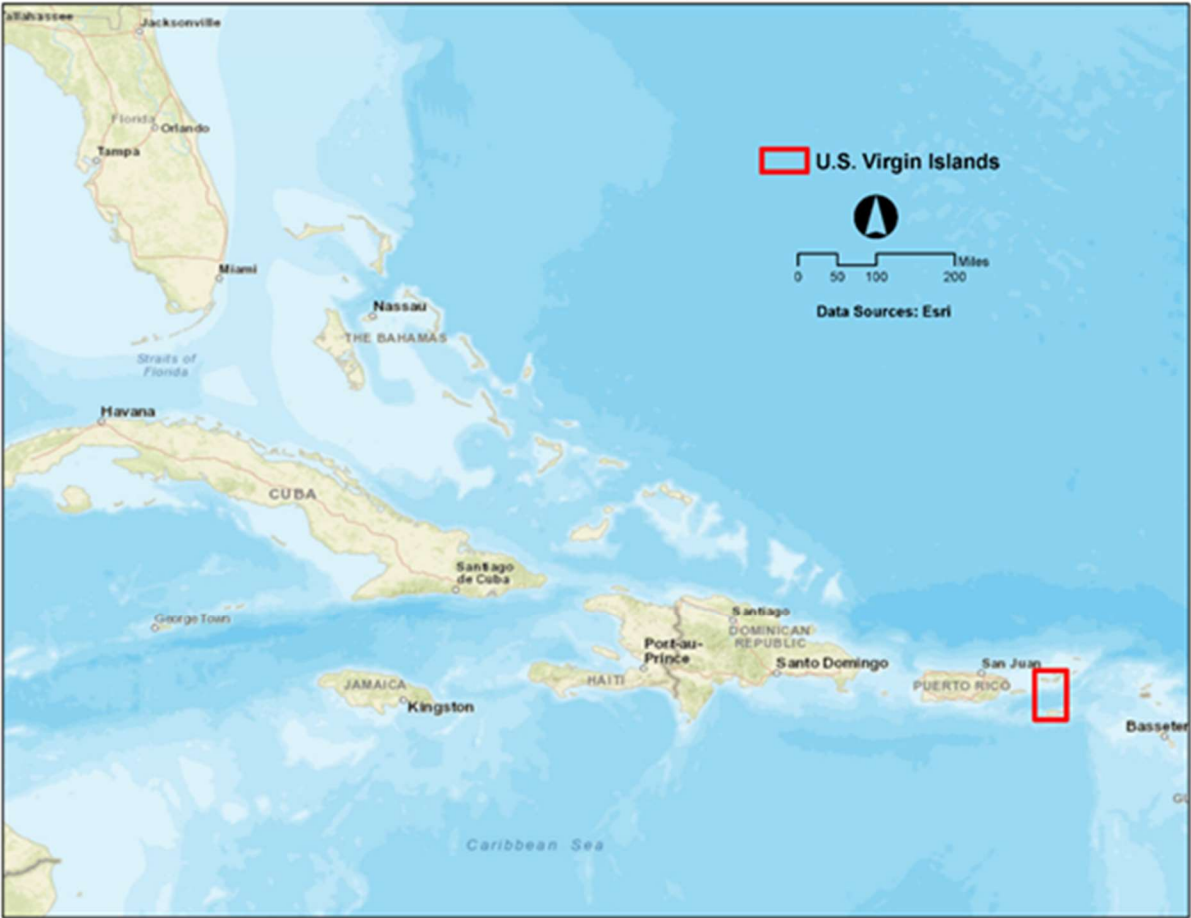 allahassee
Jacksonville
Florida
Orlando
Tampa
U.S. Virgin Islands
Miami
Miles
0 50 100 200
Nassau
Data Sources: Esri
THE BAHAMAS
Straits of
Florida
Havana
CUBA
Santiago
de Cuba
George Town
Santiago
DOMINICAN
REPUBLIC
Port-au-
Prince
Santo Domingo
San Juan
HAITI
JAMAICA
PUERTO RICO
Kingston
Basseter
GU
Caribbean Sea